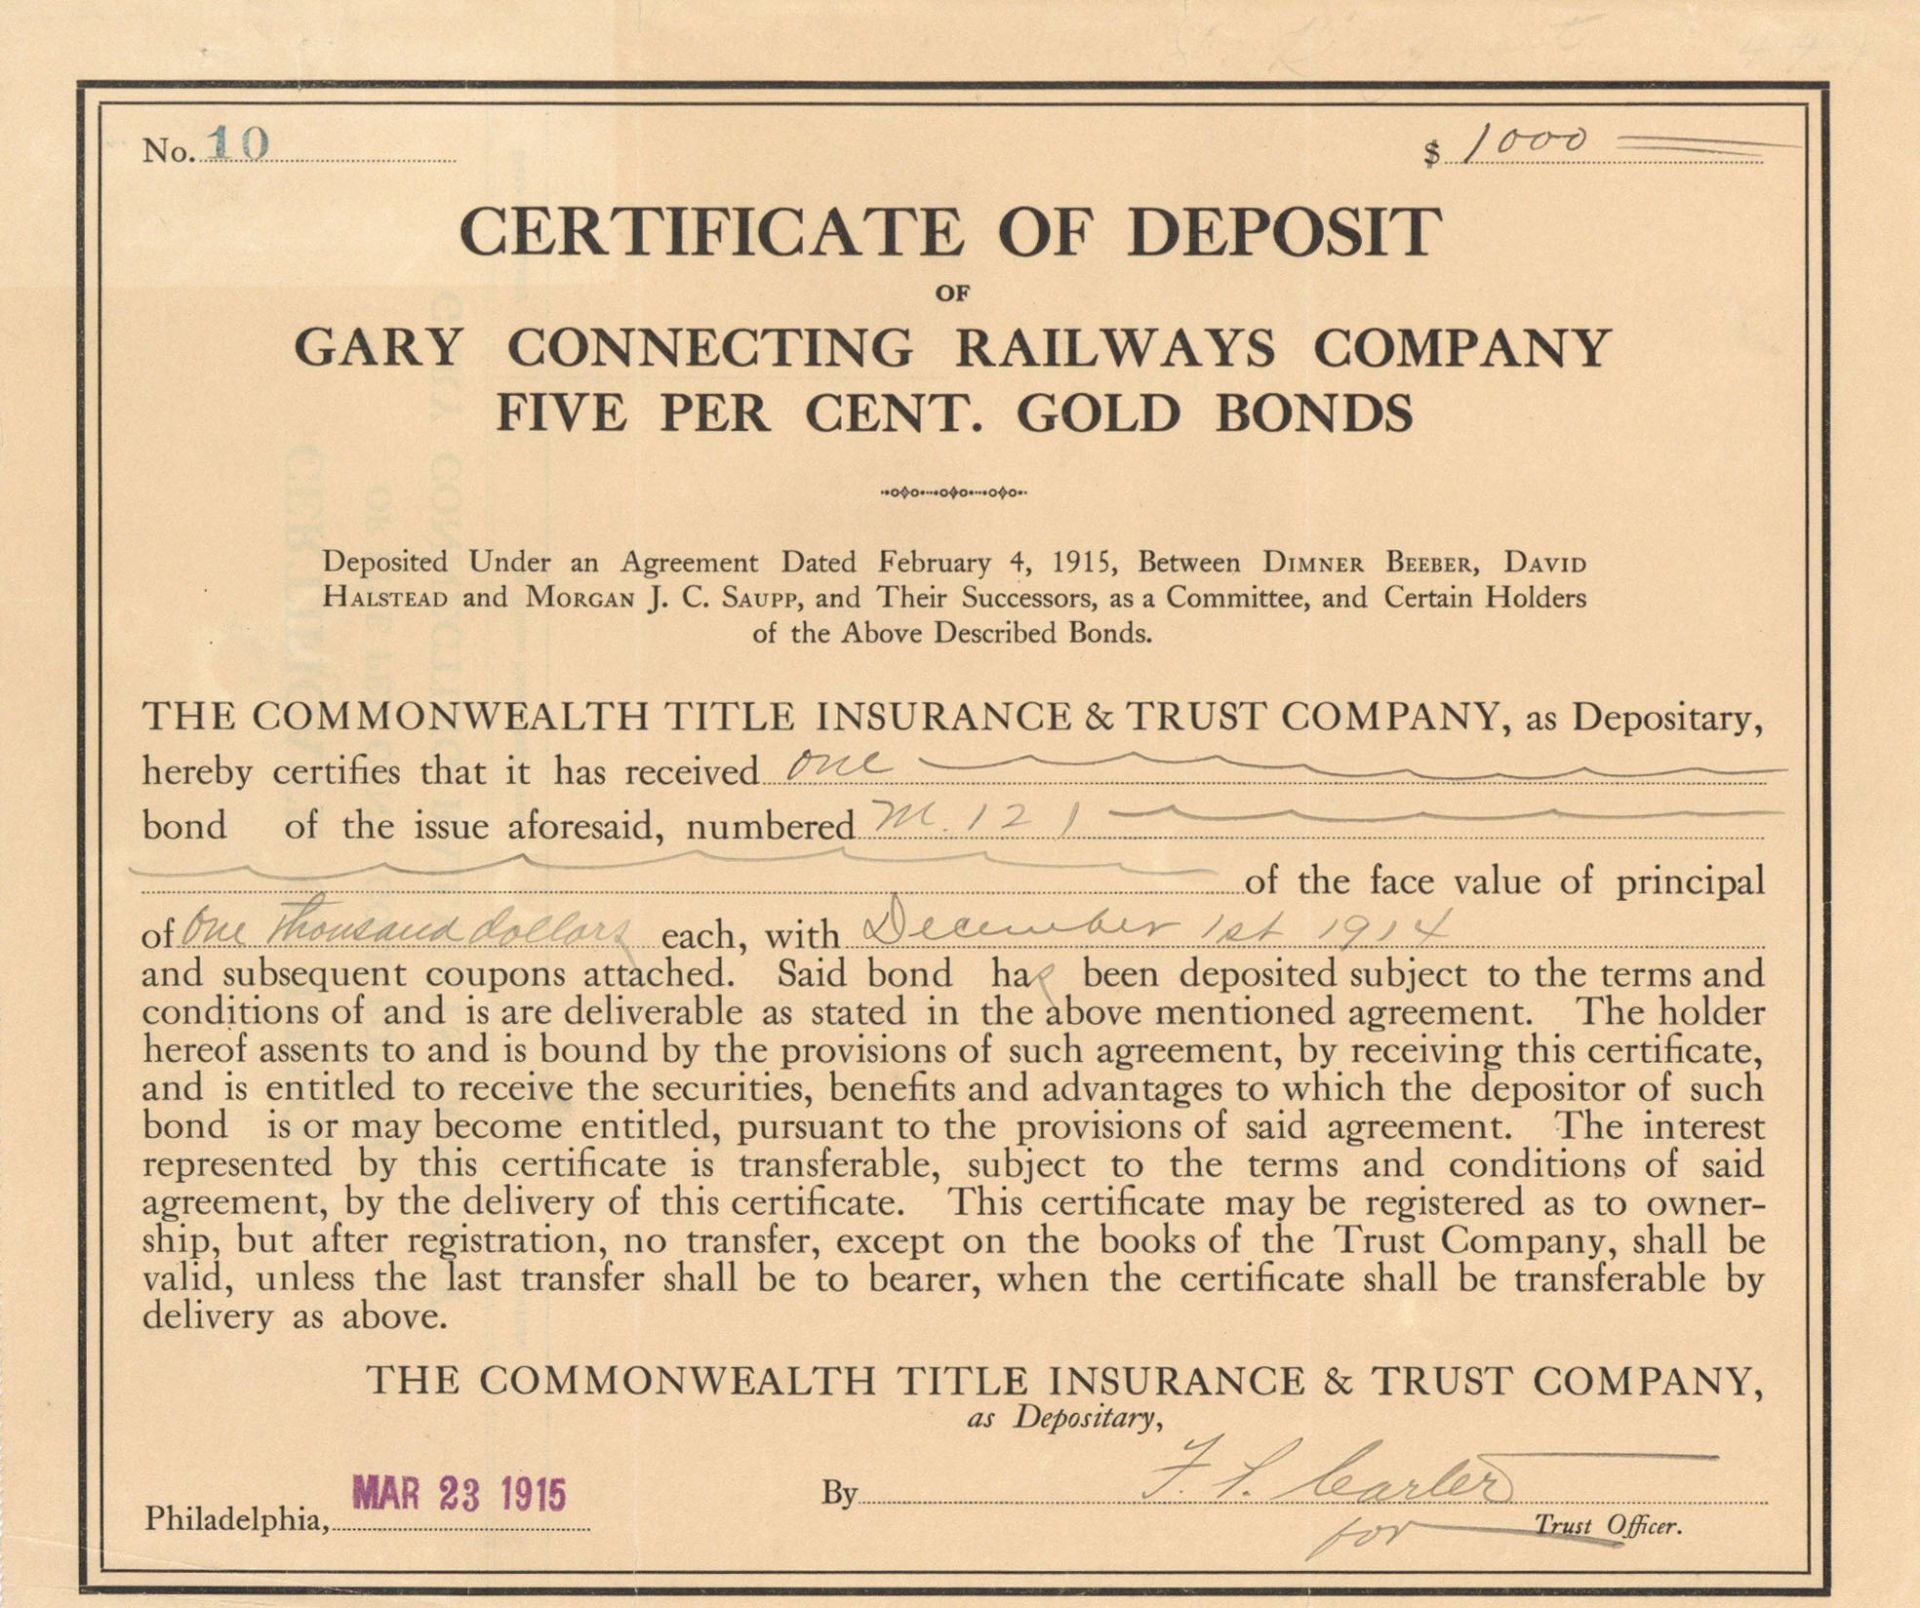 No. 10
$ 1000
CERTIFICATE OF DEPOSIT
OF
GARY CONNECTING RAILWAYS COMPANY
FIVE PER CENT. GOLD BONDS
Deposited Under an Agreement Dated February 4, 1915, Between DIMNER BEEBER, DAVID
HALSTEAD and MORGAN J. C. SAUPP, and Their Successors, as a Committee, and Certain Holders
of the Above Described Bonds.
THE COMMONWEALTH TITLE INSURANCE & TRUST COMPANY, as Depositary,
hereby certifies that it has received one
bond of the issue aforesaid, numbered M. 121
of the face value of principal
of One Thousand dollars each, with December 1st 1914
and subsequent coupons attached. Said bond has been deposited subject to the terms and
conditions of and is are deliverable as stated in the above mentioned agreement. The holder
hereof assents to and is bound by the provisions of such agreement, by receiving this certificate,
and is entitled to receive the securities, benefits and advantages to which the depositor of such
bond is or may become entitled, pursuant to the provisions of said agreement. The interest
represented by this certificate is transferable, subject to the terms and conditions of said
agreement, by the delivery of this certificate. This certificate may be registered as to owner-
ship, but after registration, no transfer, except on the books of the Trust Company, shall be
valid, unless the last transfer shall be to bearer, when the certificate shall be transferable by
delivery as above.
THE COMMONWEALTH TITLE INSURANCE & TRUST COMPANY,
as Depositary,
Philadelphia, MAR 23 1915
By F. L. Carter
for Trust Officer.